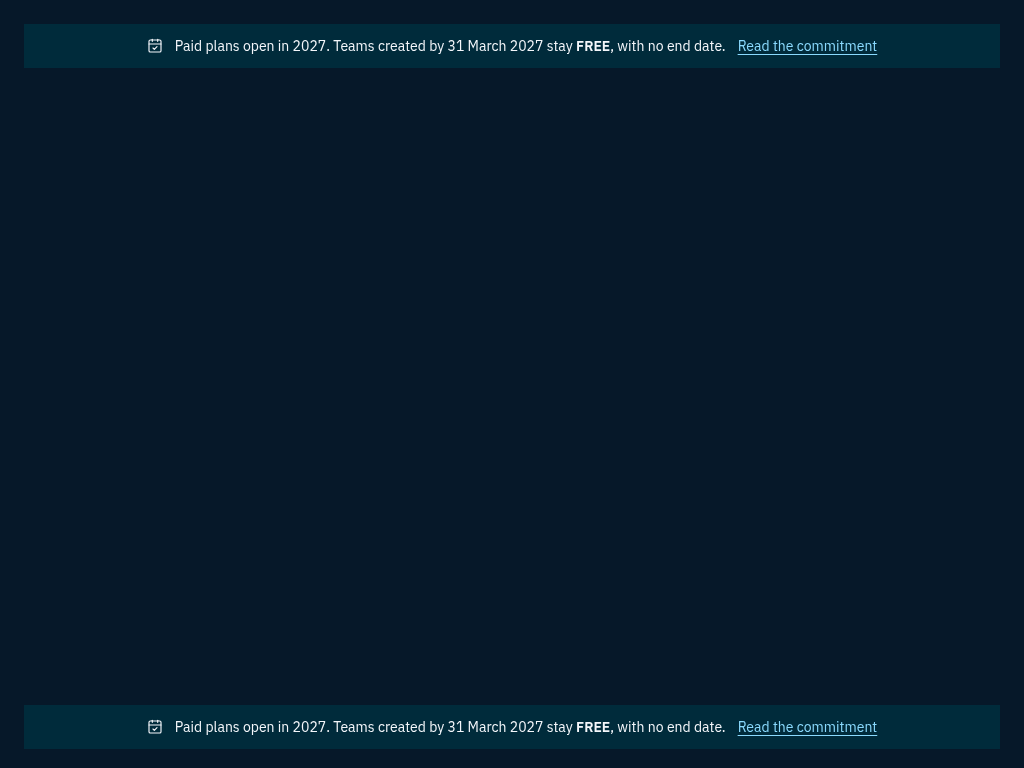 Paid plans open in 2027. Teams created by 31 March 2027 stay FREE, with no end date. Read the commitment
Paid plans open in 2027. Teams created by 31 March 2027 stay FREE, with no end date. Read the commitment